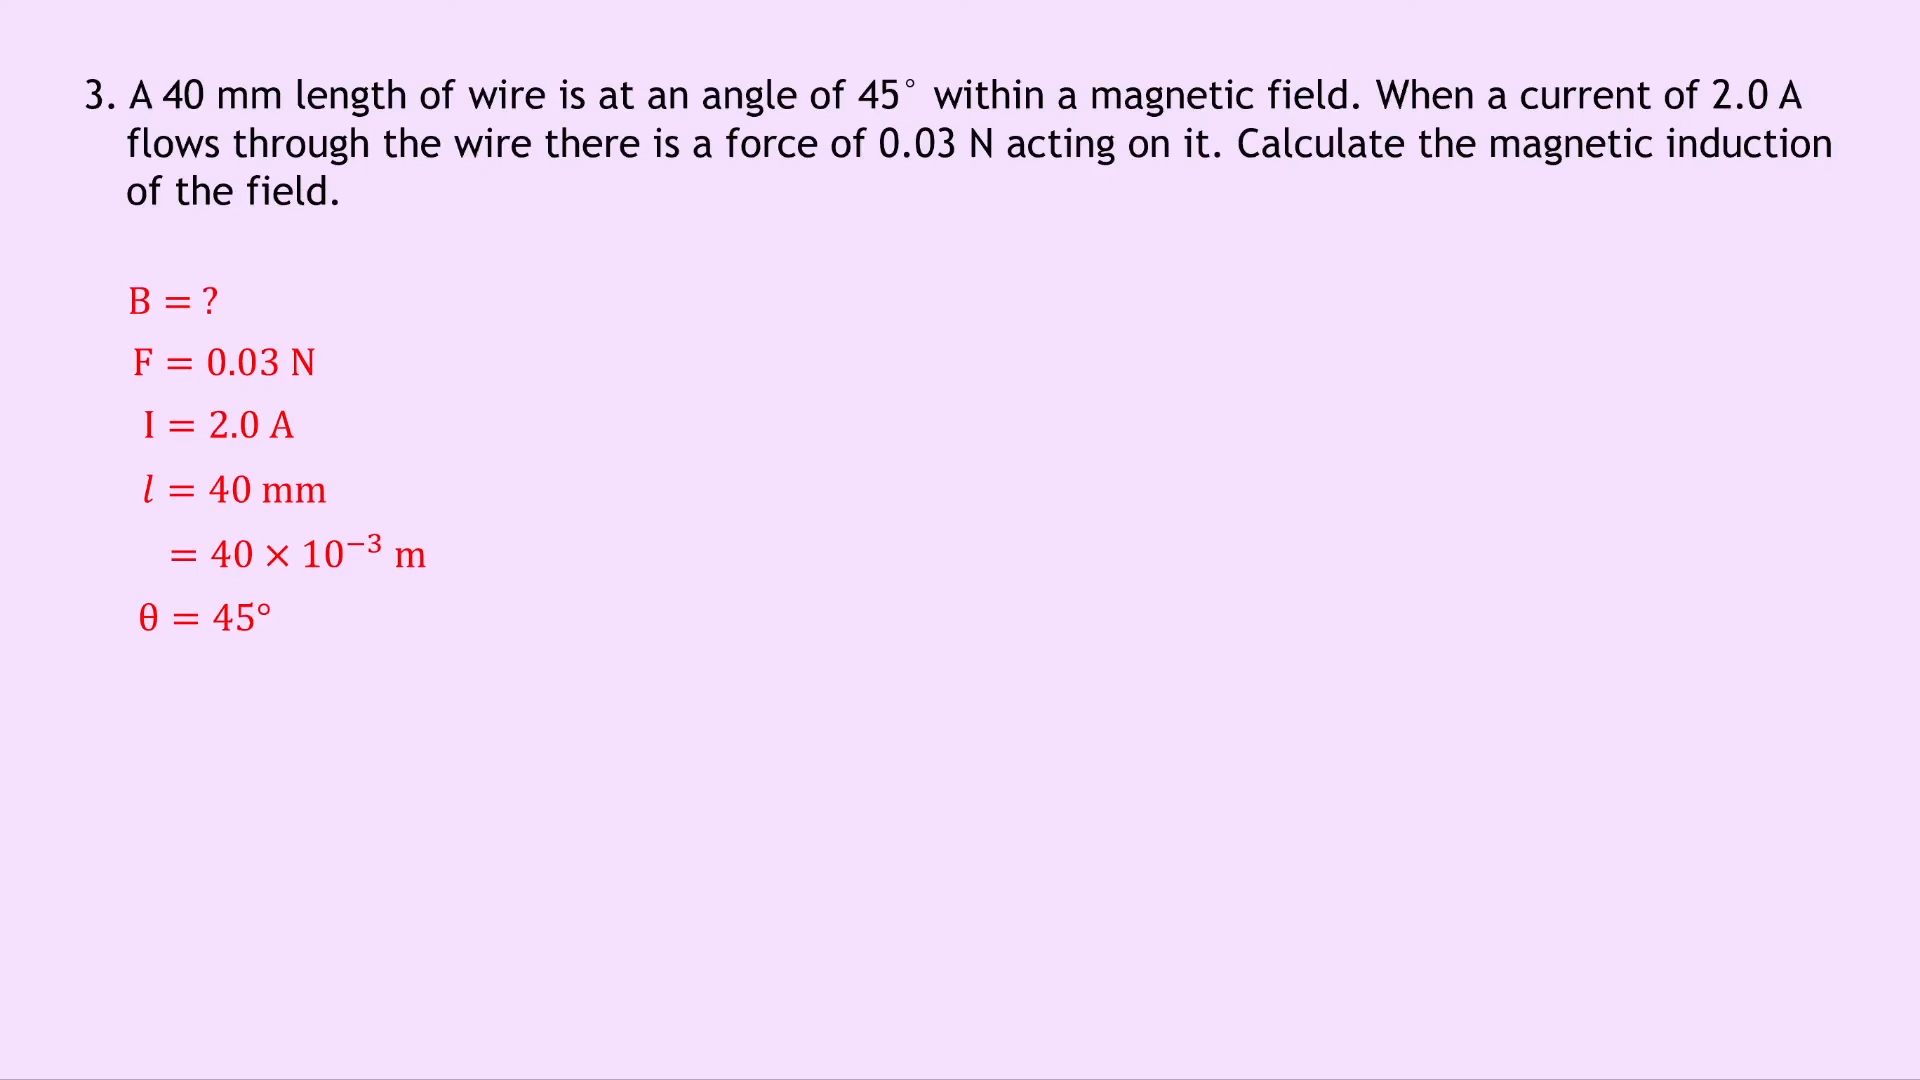 3. A 40 mm length of wire is at an angle of 45° within a magnetic field. When a current of 2.0 A
flows through the wire there is a force of 0.03 N acting on it. Calculate the magnetic induction
of the field.
B = ?
F = 0.03 N
I = 2.0 A
l = 40 mm
= 40 × 10⁻³ m
θ = 45°